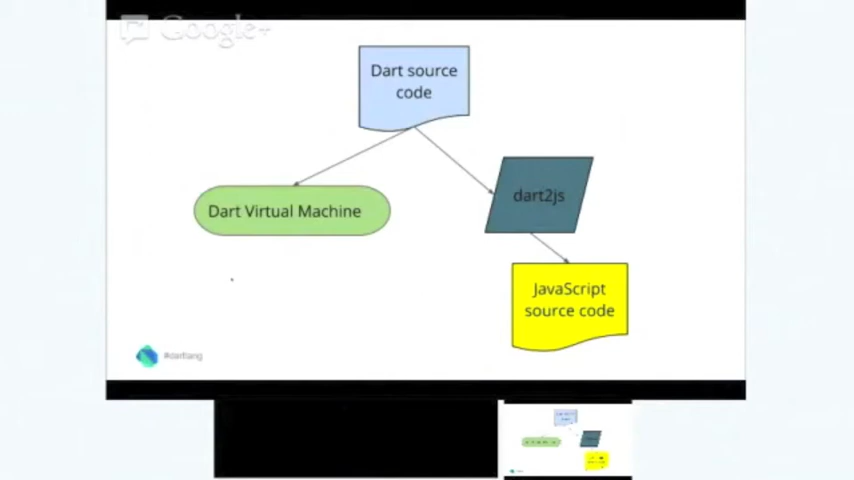 Google+
Dart source
code
Dart Virtual Machine
dart2js
JavaScript
source code
#dartlang